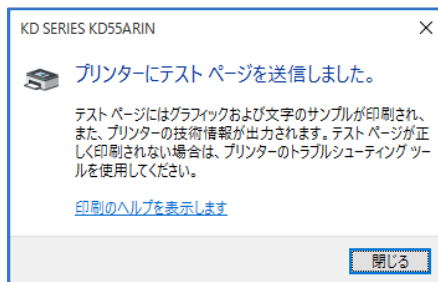 KD SERIES KD55ARIN
プリンターにテスト ページを送信しました。
テスト ページにはグラフィックおよび文字のサンプルが印刷され、
また、プリンターの技術情報が出力されます。テスト ページが正
しく印刷されない場合は、プリンターのトラブルシューティング ツー
ルを使用してください。
印刷のヘルプを表示します
閉じる